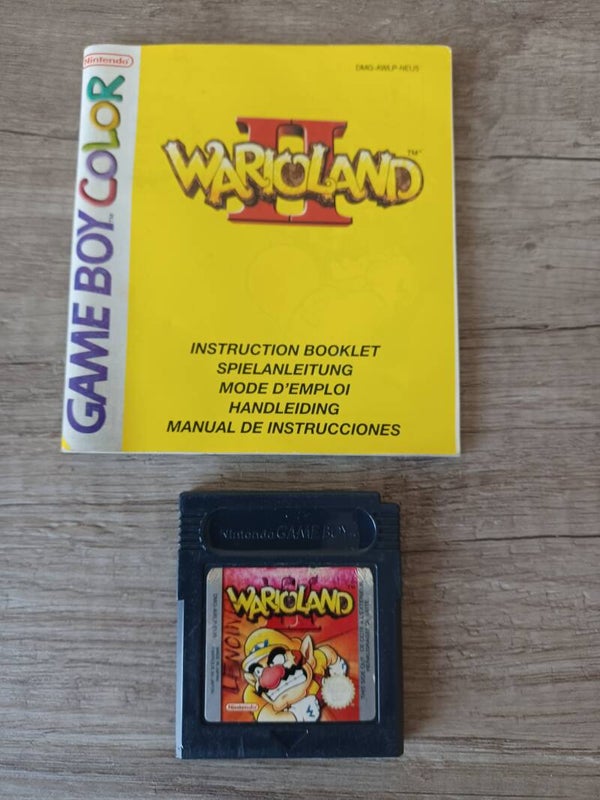 Nintendo
GAME BOY COLOR
TM
DMG-AWLP-NEU5
II
WARIOLAND
TM
INSTRUCTION BOOKLET
SPIELANLEITUNG
MODE D'EMPLOI
HANDLEIDING
MANUAL DE INSTRUCCIONES
Nintendo GAME BOY
II
WARIOLAND
Nintendo